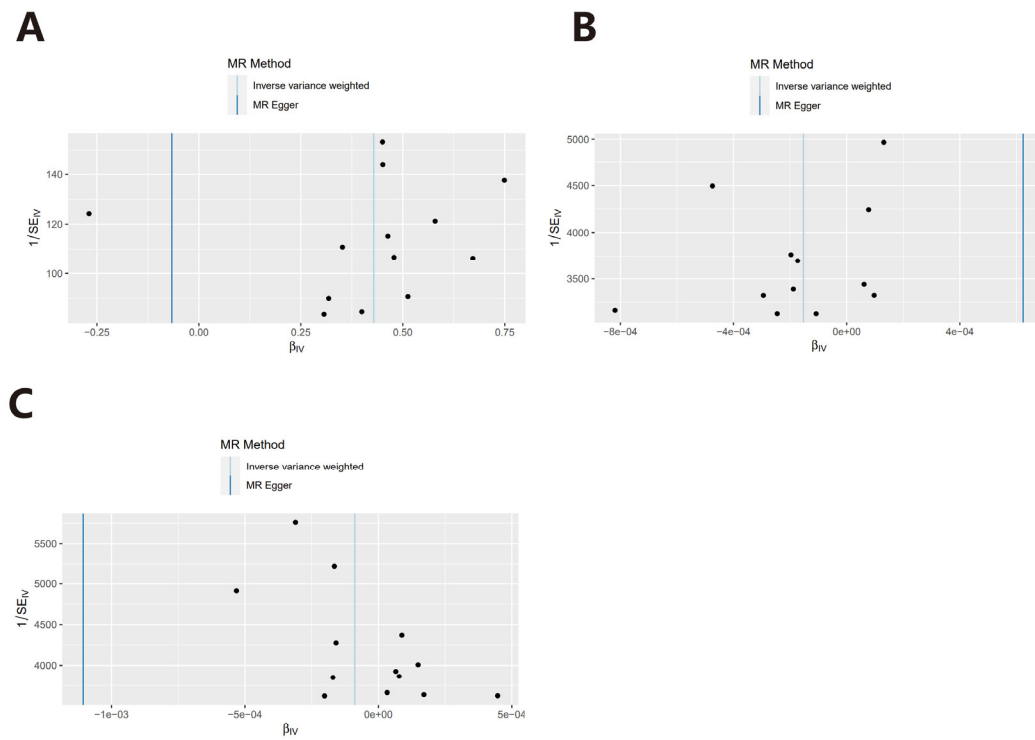 A
MR Method
Inverse variance weighted
MR Egger
140
120
100
1/SE_IV
−0.25
0.00
0.25
0.50
0.75
β_IV
B
MR Method
Inverse variance weighted
MR Egger
5000
4500
4000
3500
1/SE_IV
−8e−04
−4e−04
0e+00
4e−04
β_IV
C
MR Method
Inverse variance weighted
MR Egger
5500
5000
4500
4000
1/SE_IV
−1e−03
−5e−04
0e+00
5e−04
β_IV